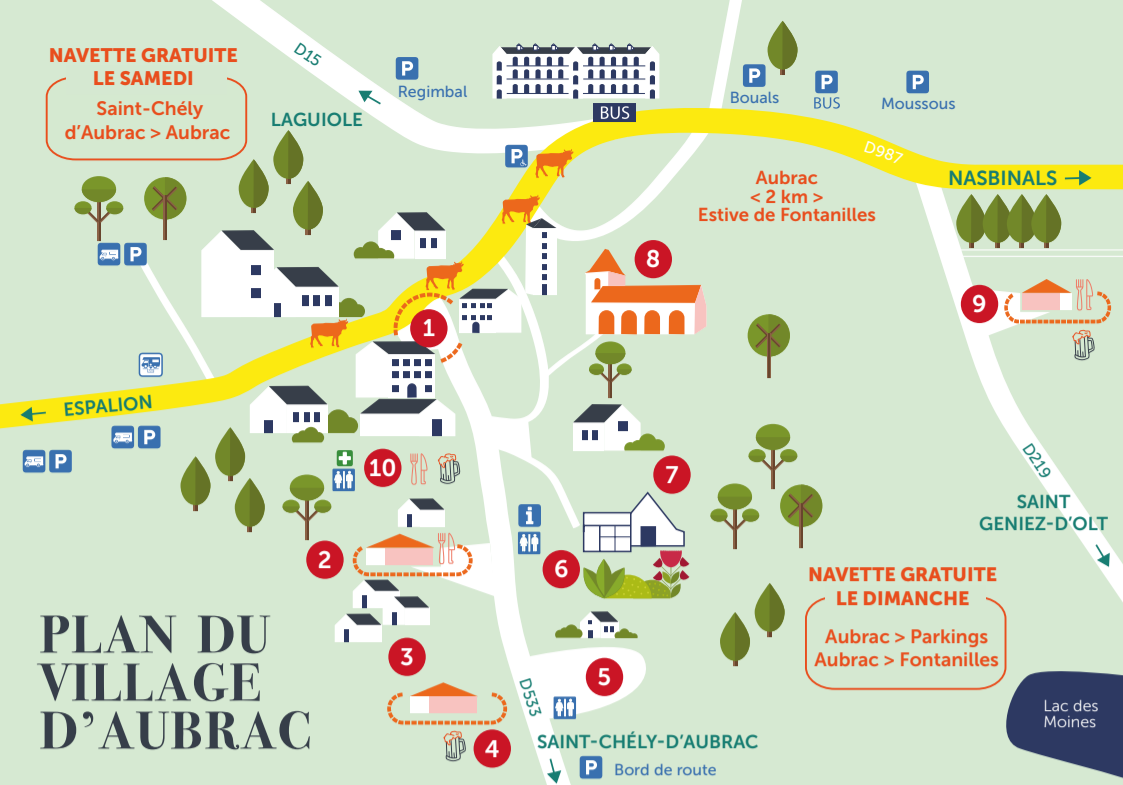 NAVETTE GRATUITE
LE SAMEDI
Saint-Chély
d'Aubrac > Aubrac
D15
P
Regimbal
LAGUIOLE
BUS
P
Bouals
P
BUS
P
Moussous
D987
NASBINALS
P
Aubrac
< 2 km >
Estive de Fontanilles
P
8
9
1
ESPALION
P
P
10
7
i
2
6
D219
SAINT
GENIEZ-D'OLT
NAVETTE GRATUITE
LE DIMANCHE
Aubrac > Parkings
Aubrac > Fontanilles
PLAN DU
VILLAGE
D'AUBRAC
3
5
D533
4
SAINT-CHÉLY-D'AUBRAC
P Bord de route
Lac des
Moines